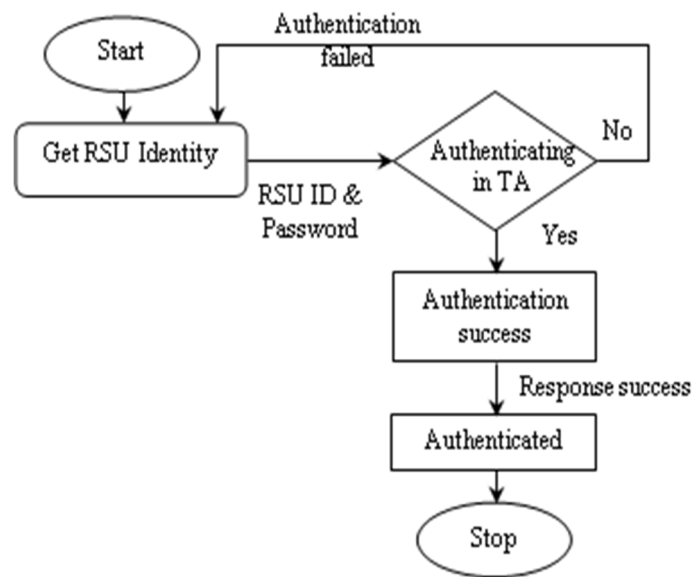 Start
Authentication
failed
Get RSU Identity
RSU ID &
Password
Authenticating
in TA
No
Yes
Authentication
success
Response success
Authenticated
Stop